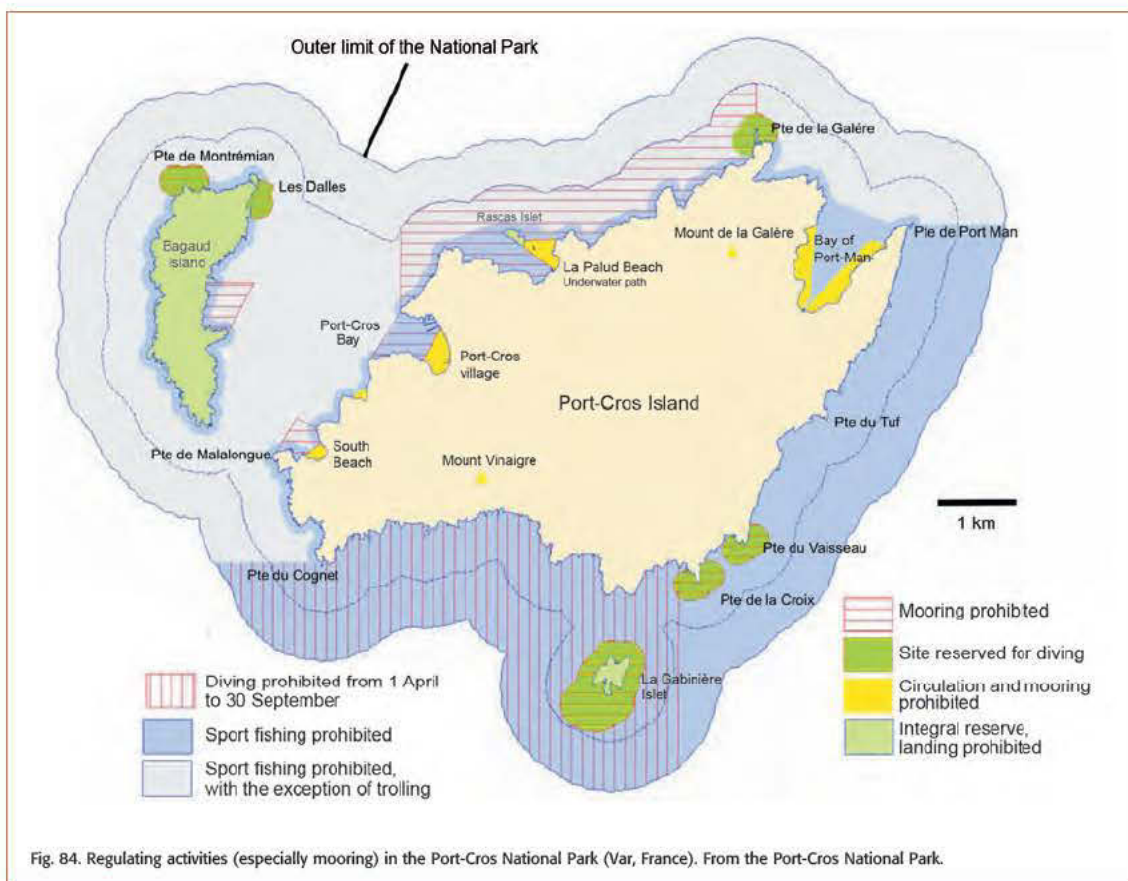 Outer limit of the National Park
Pte de la Galére
Pte de Montrémian
Les Dalles
Rascas Islet
Mount de la Galère
Pte de Port Man
Bagaud
Island
Bay of
Port-Man
La Palud Beach
Underwater path
Port-Cros
Bay
Port-Cros
village
Port-Cros Island
Pte du Tuf
Pte de Malalongue
South
Beach
Mount Vinaigre
1 km
Pte du Vaisseau
Pte du Cognet
Pte de la Croix
La Gabinière
Islet
Mooring prohibited
Site reserved for diving
Circulation and mooring
prohibited
Integral reserve,
landing prohibited
Diving prohibited from 1 April
to 30 September
Sport fishing prohibited
Sport fishing prohibited,
with the exception of trolling
Fig. 84. Regulating activities (especially mooring) in the Port-Cros National Park (Var, France). From the Port-Cros National Park.